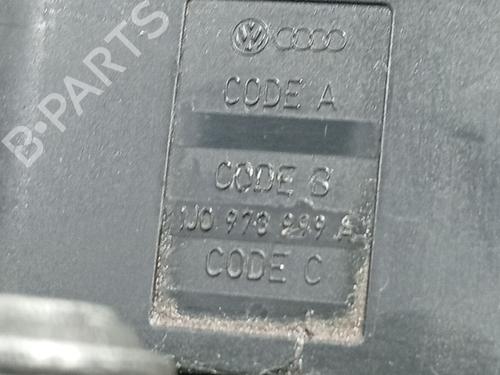 B-PARTS
CODE A
CODE B
1J0 973 999 A
CODE C